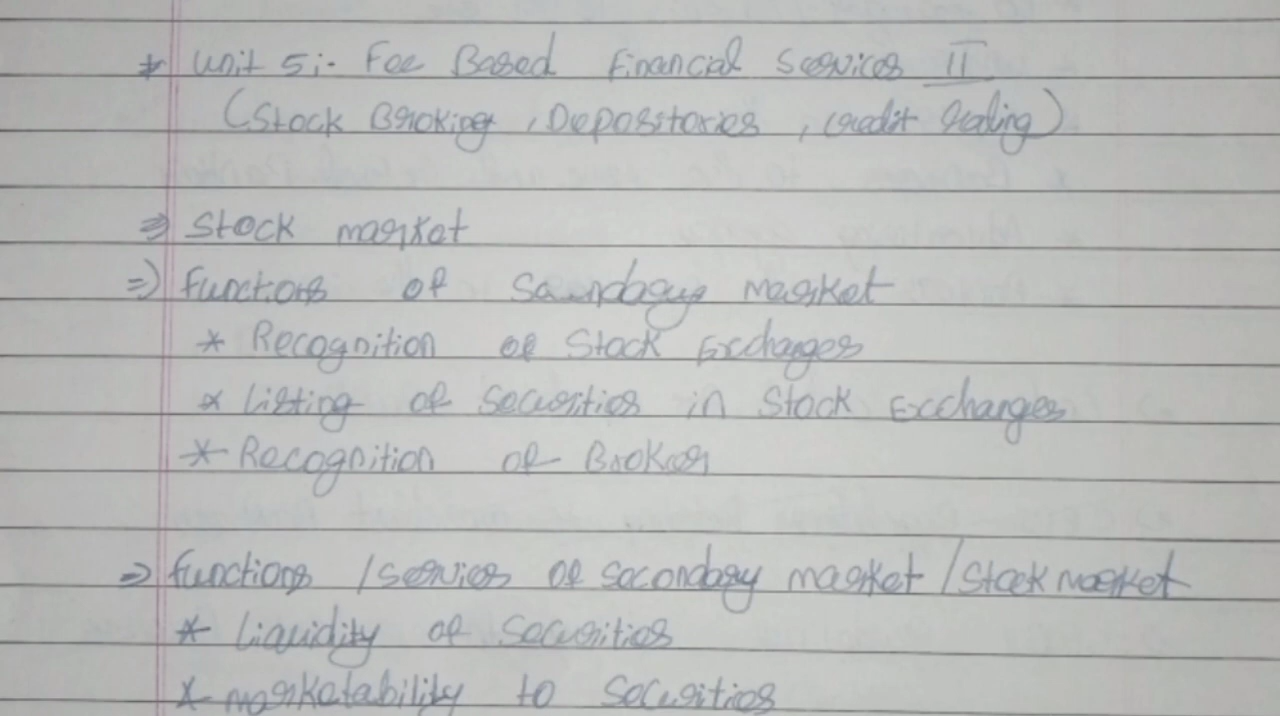 * Unit 5:- Fee Based Financial Services II
(Stock Broking, Depositories, Credit Rating)
⇒ Stock market
⇒ Functions of Secondary Market
* Recognition of Stock Exchanges
* Listing of Securities in Stock Exchanges
* Recognition of Broker
⇒ Functions / Services of Secondary market / Stock market
* Liquidity of Securities
* Marketability to Securities